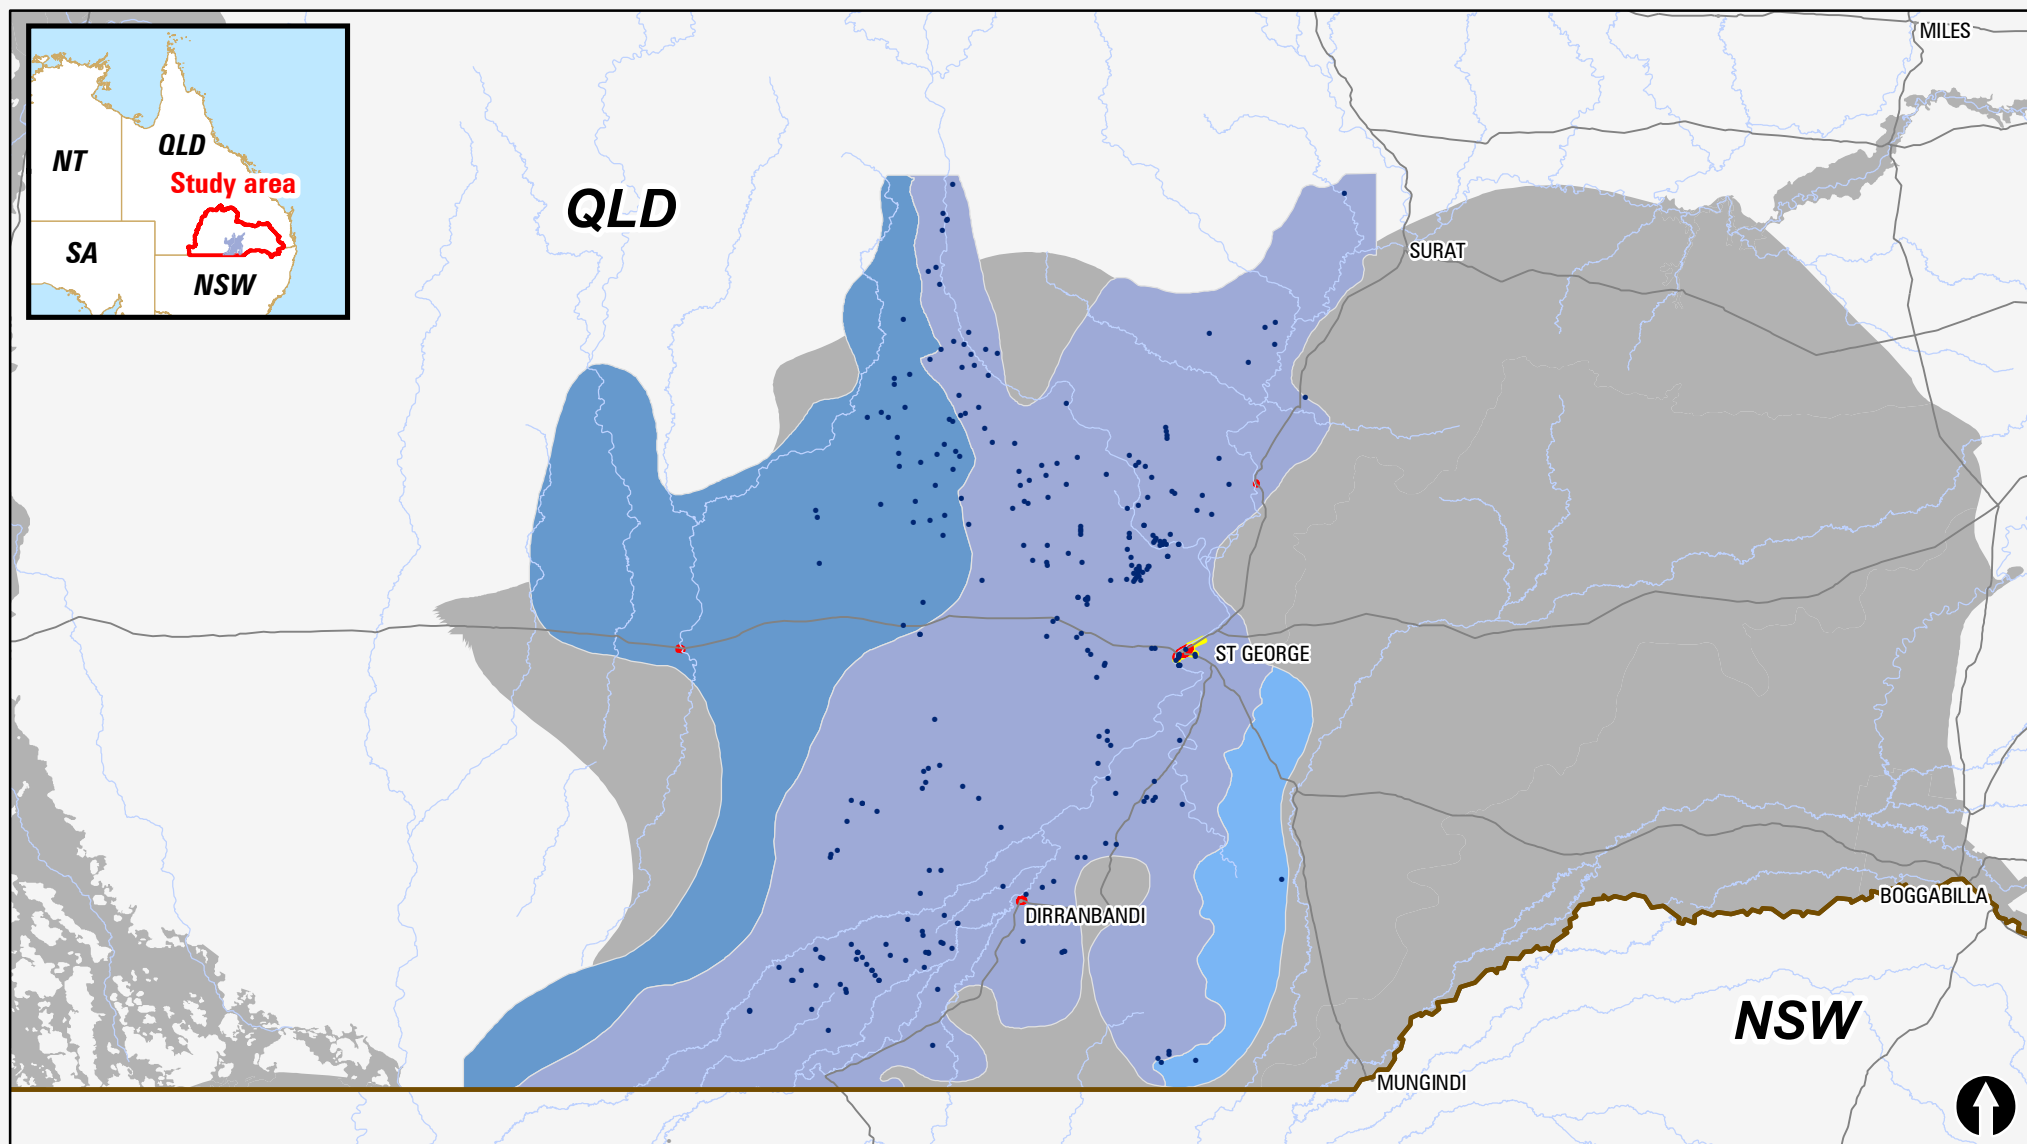 MILES
NT
QLD
Study area
SA
NSW
QLD
SURAT
ST GEORGE
DIRRANBANDI
BOGGABILLA
NSW
MUNGINDI